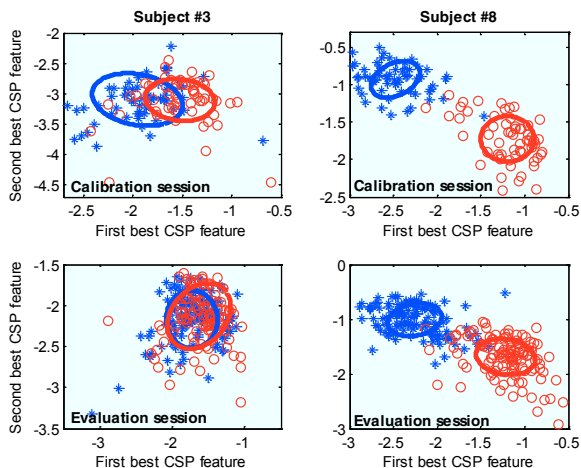 Subject #3
Subject #8
Second best CSP feature
-2
-2.5
-3
-3.5
-4
-4.5
Calibration session
-2.5 -2 -1.5 -1 -0.5
First best CSP feature
-0.5
-1
-1.5
-2
-2.5
Calibration session
-3 -2.5 -2 -1.5 -1 -0.5
First best CSP feature
Second best CSP feature
-1.5
-2
-2.5
-3
-3.5
Evaluation session
-3 -2 -1
First best CSP feature
0
-1
-2
-3
Evaluation session
-3 -2.5 -2 -1.5 -1 -0.5
First best CSP feature